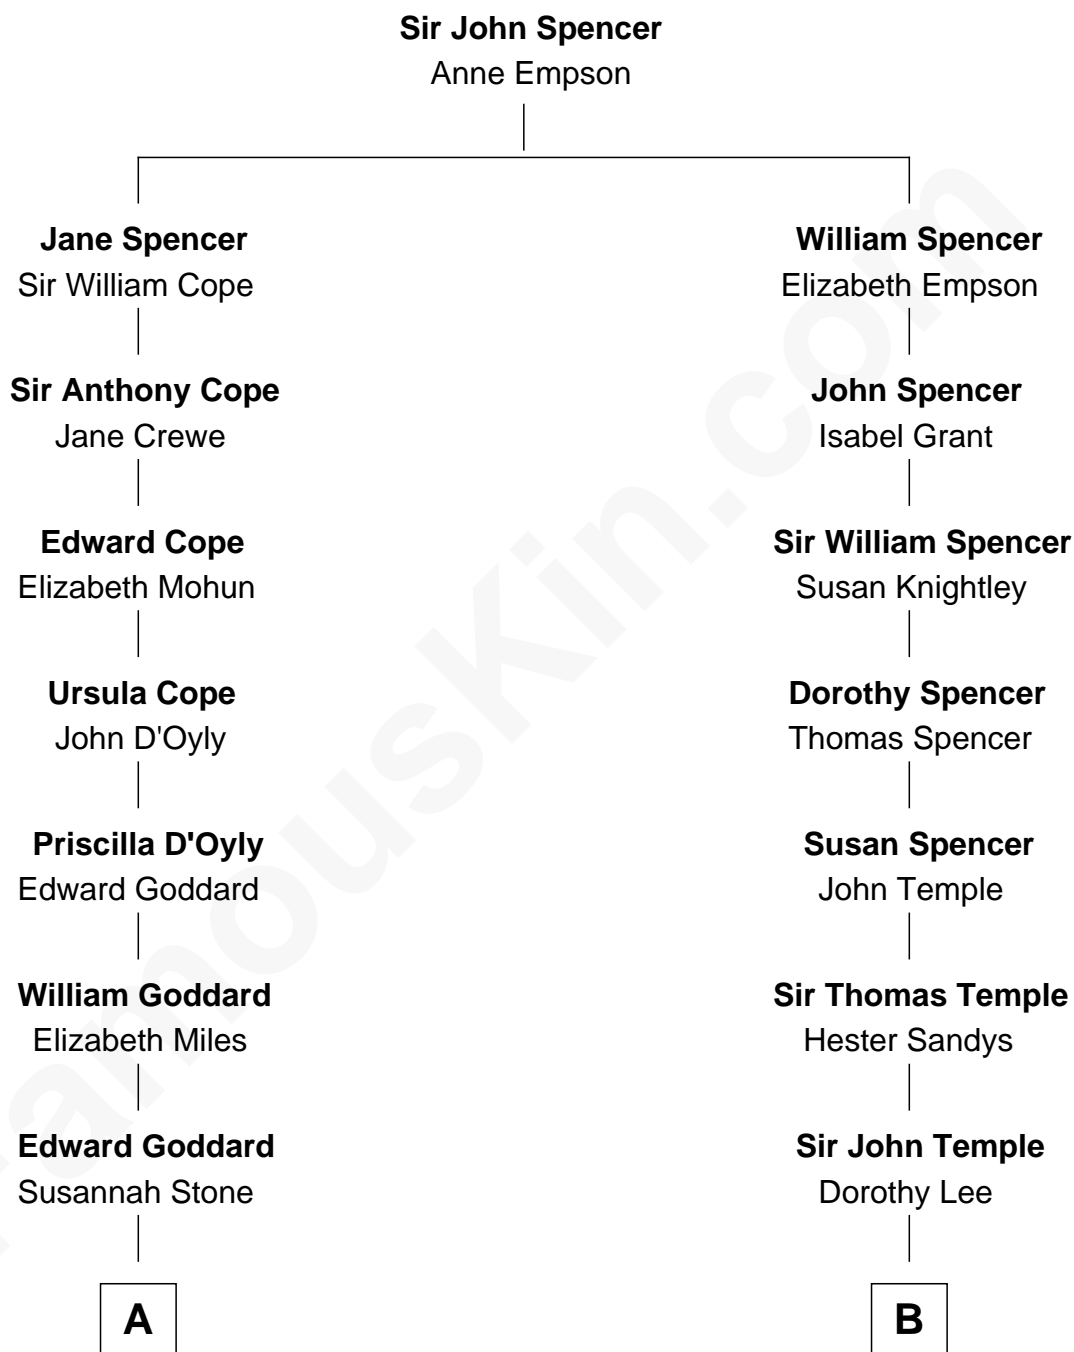 Sir John Spencer
Anne Empson
Jane Spencer
Sir William Cope
William Spencer
Elizabeth Empson
Sir Anthony Cope
Jane Crewe
John Spencer
Isabel Grant
Edward Cope
Elizabeth Mohun
Sir William Spencer
Susan Knightley
Ursula Cope
John D'Oyly
Dorothy Spencer
Thomas Spencer
Priscilla D'Oyly
Edward Goddard
Susan Spencer
John Temple
William Goddard
Elizabeth Miles
Sir Thomas Temple
Hester Sandys
Edward Goddard
Susannah Stone
Sir John Temple
Dorothy Lee
A
B
FamousKin.com